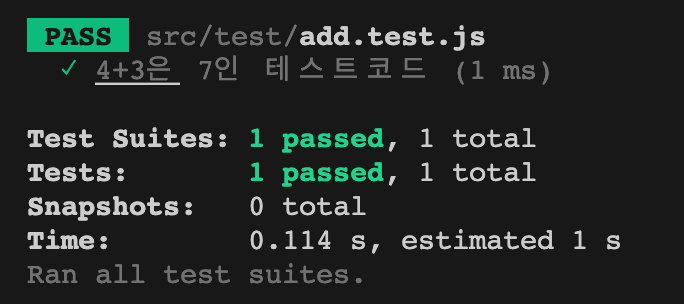 PASS src/test/add.test.js
✓ 4+3은 7인 테스트코드 (1 ms)
Test Suites: 1 passed, 1 total
Tests: 1 passed, 1 total
Snapshots: 0 total
Time: 0.114 s, estimated 1 s
Ran all test suites.